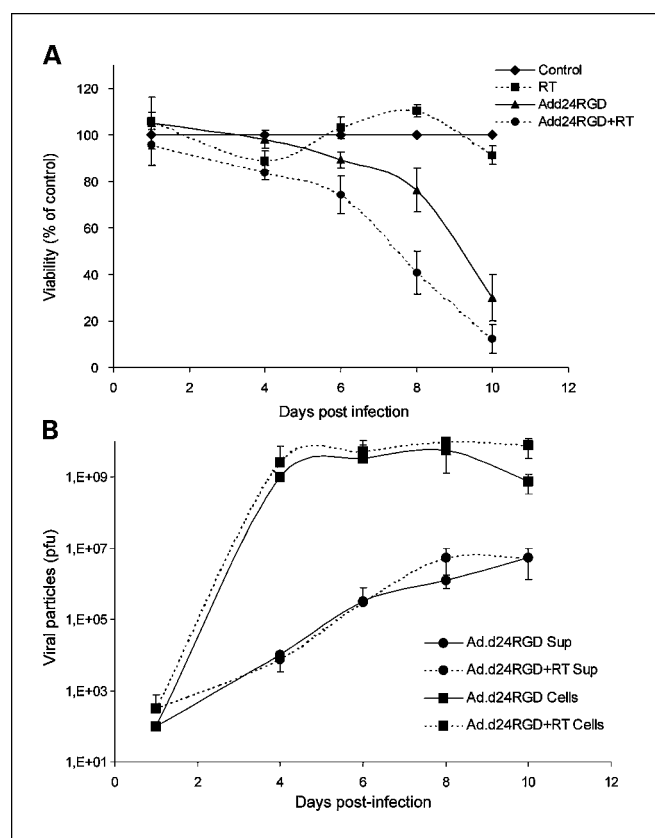 A
Control
RT
Add24RGD
Add24RGD+RT
120
100
80
60
40
20
0
Viability (% of control)
0 2 4 6 8 10 12
Days post infection
B
1,E+09
1,E+07
1,E+05
1,E+03
1,E+01
Viral particles (pfu)
Ad.d24RGD Sup
Ad.d24RGD+RT Sup
Ad.d24RGD Cells
Ad.d24RGD+RT Cells
0 2 4 6 8 10 12
Days post-infection